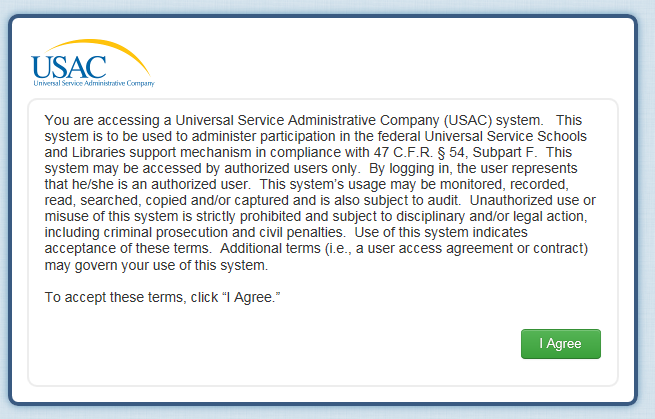 USAC
Universal Service Administrative Company
You are accessing a Universal Service Administrative Company (USAC) system. This
system is to be used to administer participation in the federal Universal Service Schools
and Libraries support mechanism in compliance with 47 C.F.R. § 54, Subpart F. This
system may be accessed by authorized users only. By logging in, the user represents
that he/she is an authorized user. This system's usage may be monitored, recorded,
read, searched, copied and/or captured and is also subject to audit. Unauthorized use or
misuse of this system is strictly prohibited and subject to disciplinary and/or legal action,
including criminal prosecution and civil penalties. Use of this system indicates
acceptance of these terms. Additional terms (i.e., a user access agreement or contract)
may govern your use of this system.
To accept these terms, click “I Agree.”
I Agree